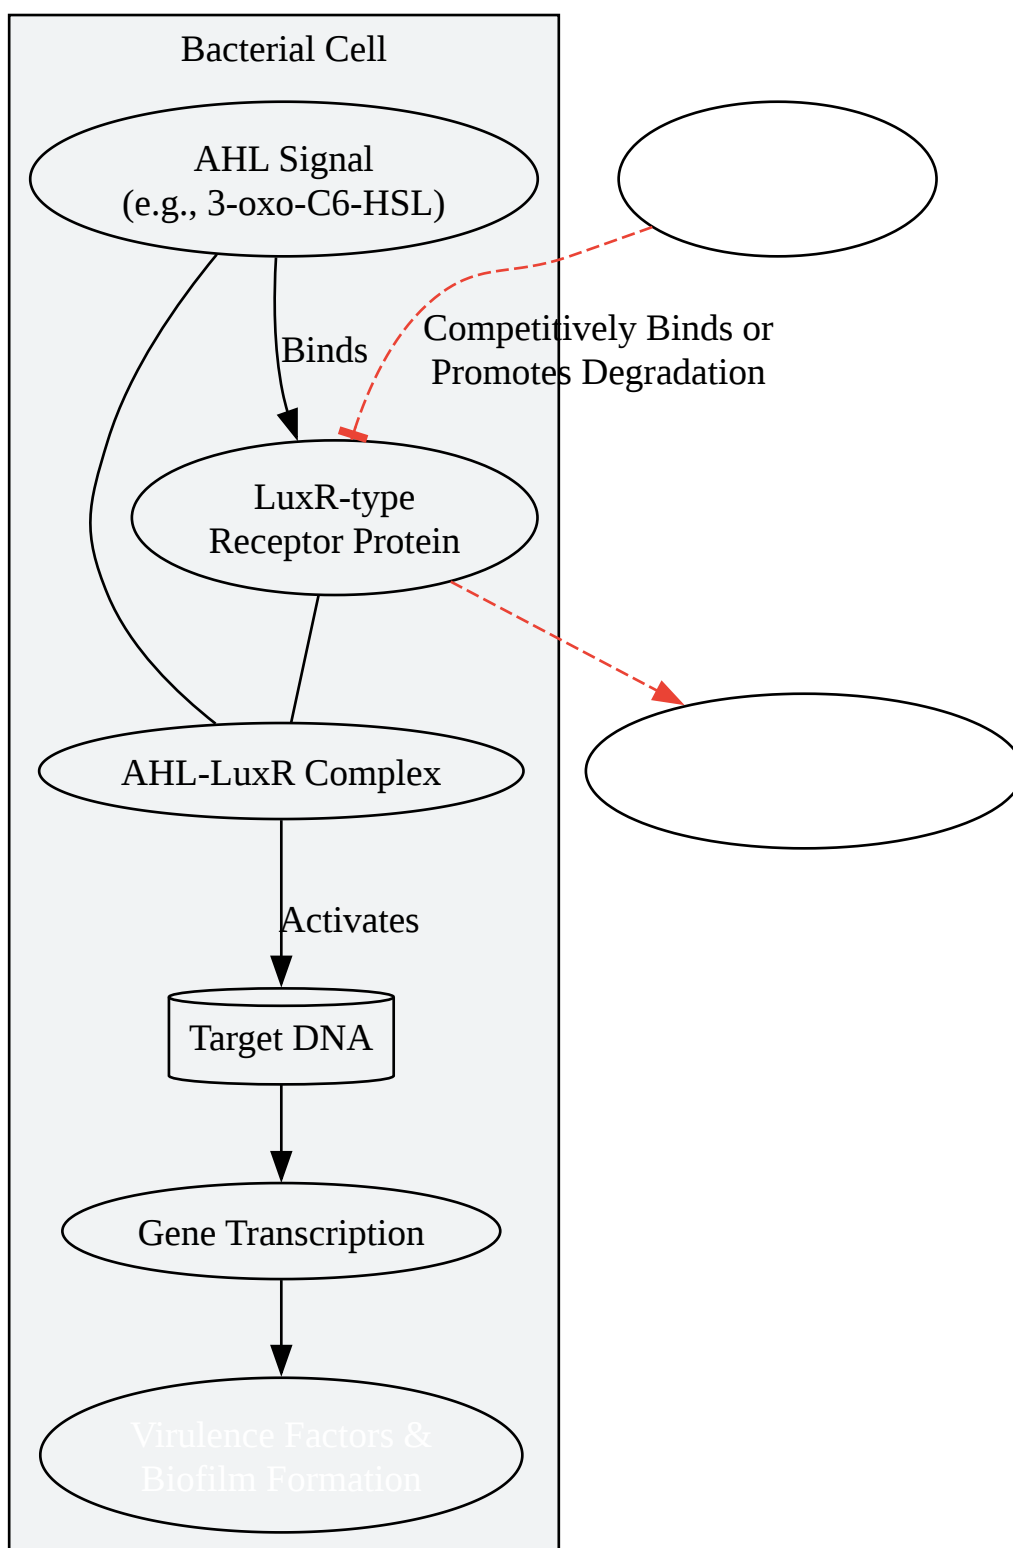 Bacterial Cell
AHL Signal
(e.g., 3-oxo-C6-HSL)
Binds
Competitively Binds or
Promotes Degradation
LuxR-type
Receptor Protein
AHL-LuxR Complex
Activates
Target DNA
Gene Transcription
Virulence Factors &
Biofilm Formation